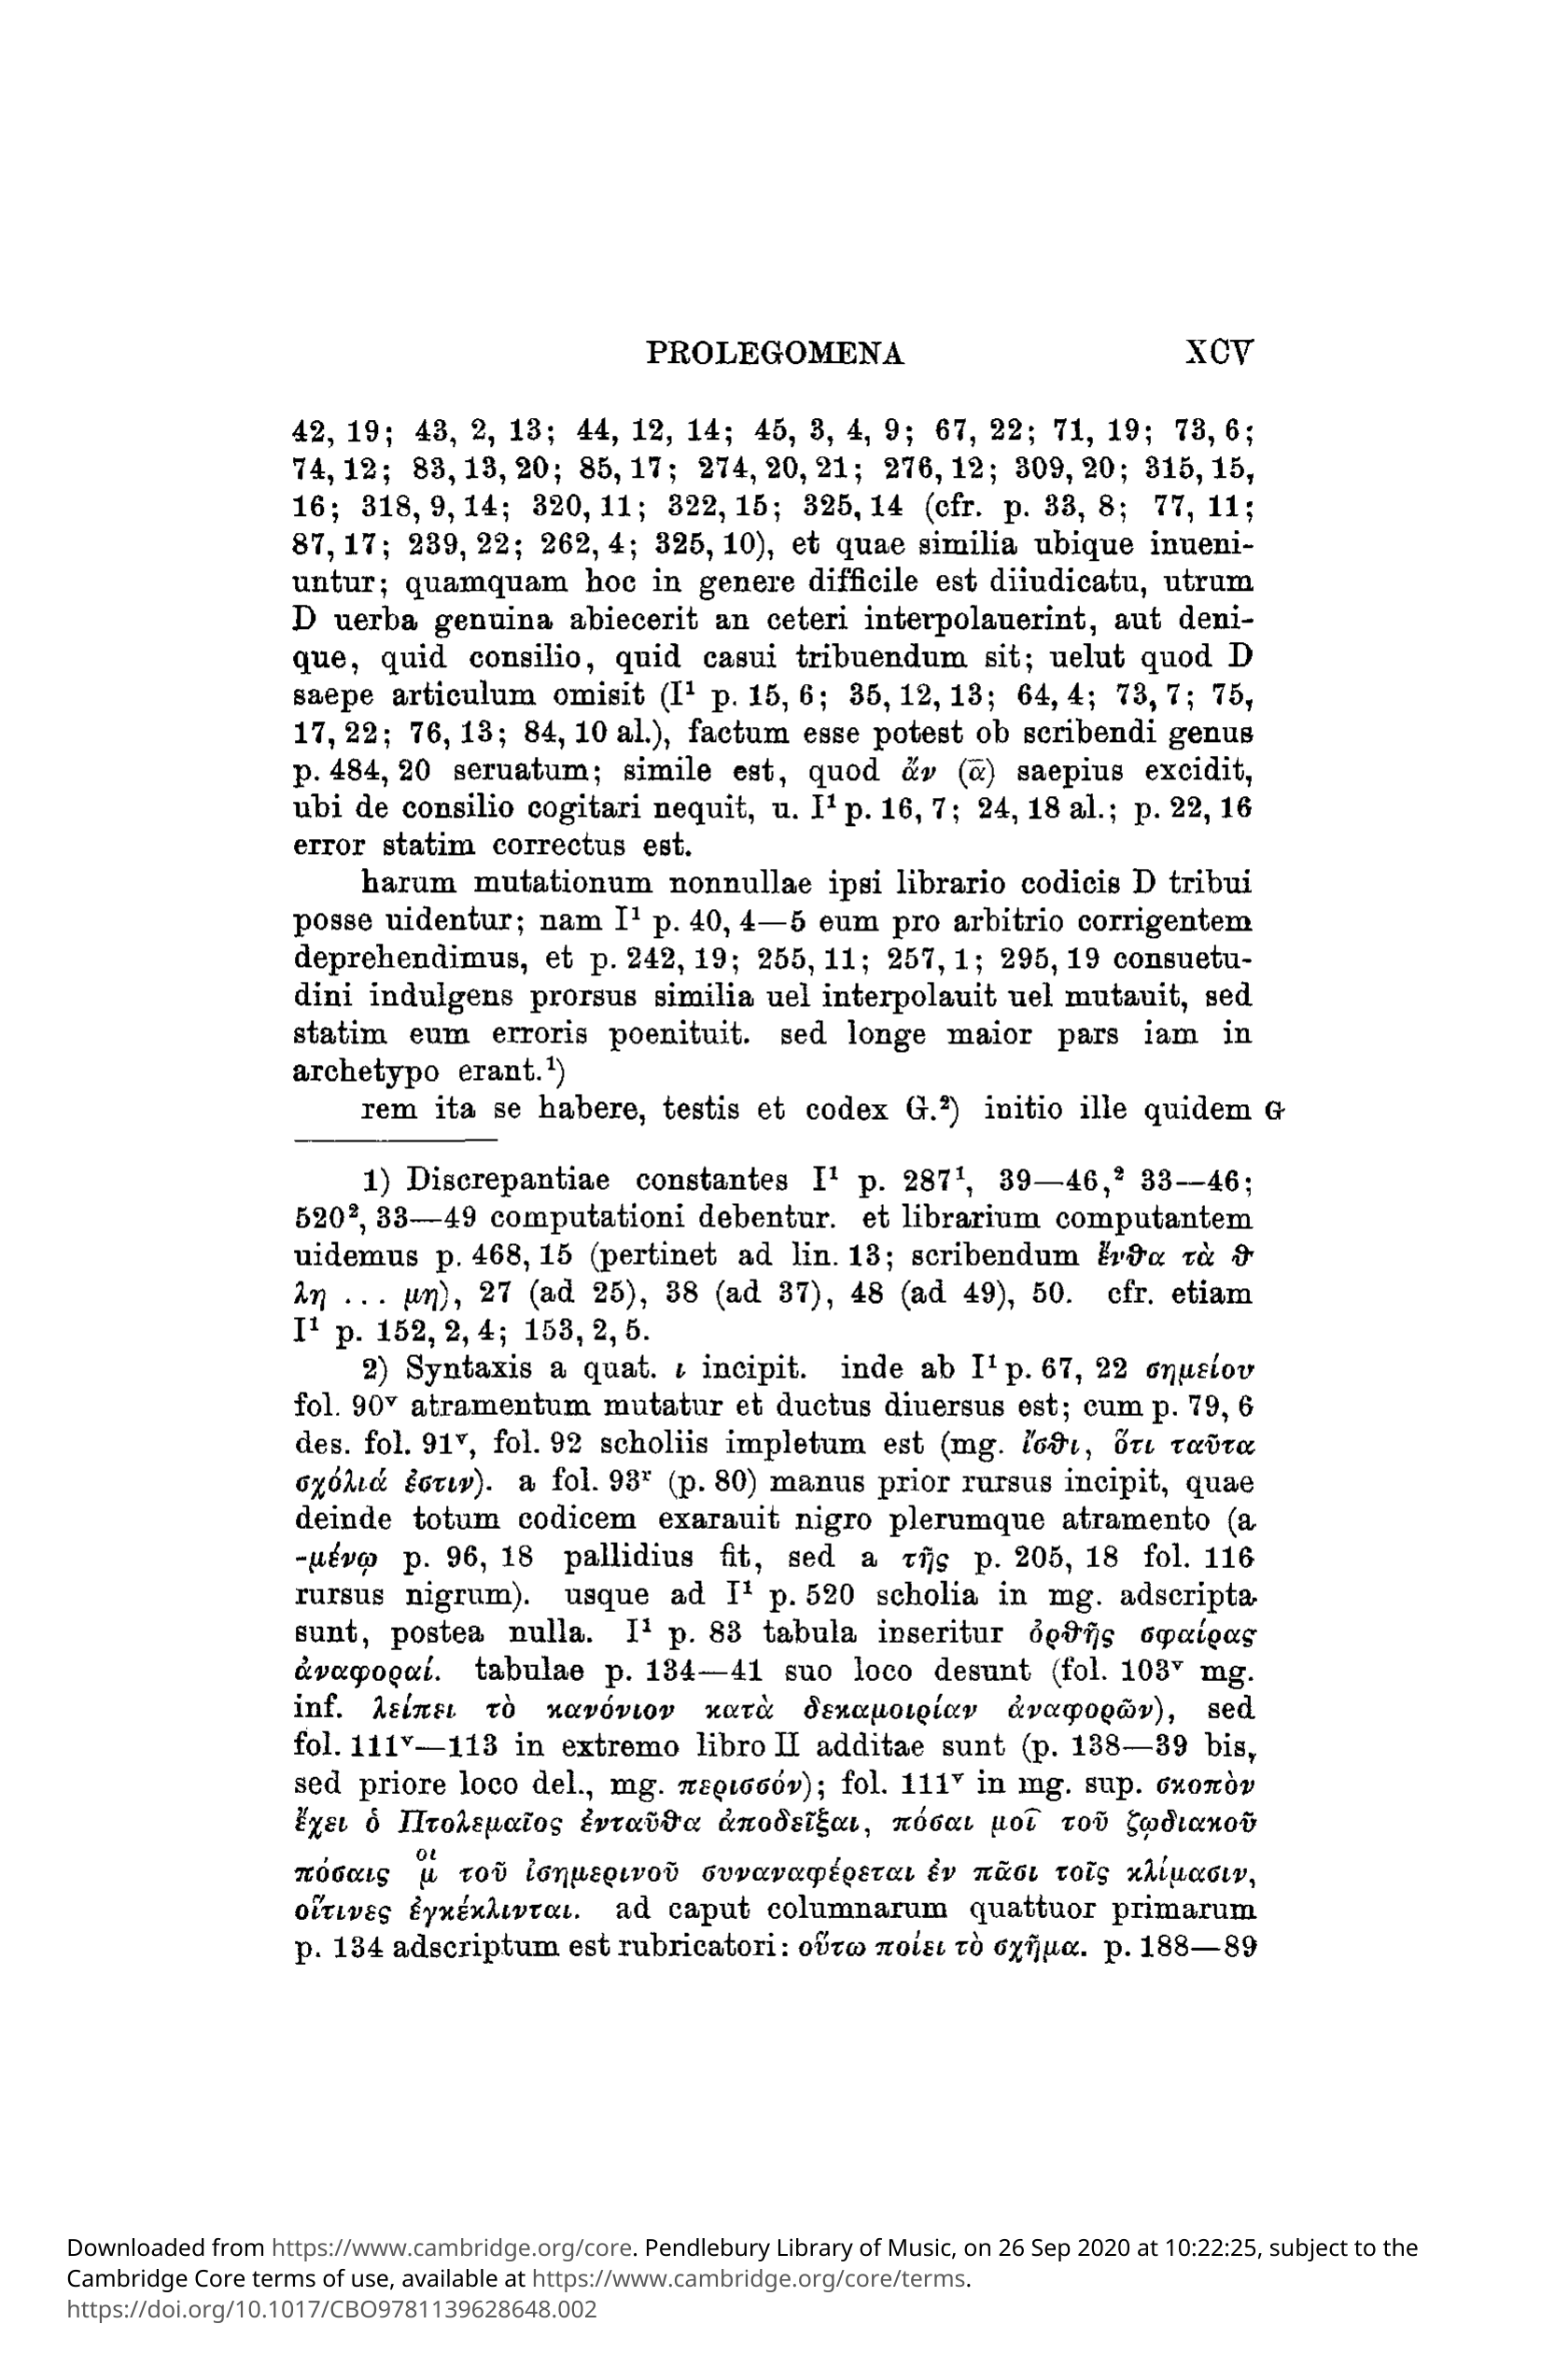 PROLEGOMENA XCV
42, 19; 43, 2, 13; 44, 12, 14; 45, 3, 4, 9; 67, 22; 71, 19; 73, 6;
74, 12; 83, 13, 20; 85, 17; 274, 20, 21; 276, 12; 309, 20; 315, 15,
16; 318, 9, 14; 320, 11; 322, 15; 325, 14 (cfr. p. 33, 8; 77, 11;
87, 17; 239, 22; 262, 4; 325, 10), et quae similia ubique inueni-
untur; quamquam hoc in genere difficile est diiudicatu, utrum
D uerba genuina abiecerit an ceteri interpolauerint, aut deni-
que, quid consilio, quid casui tribuendum sit; uelut quod D
saepe articulum omisit (I¹ p. 15, 6; 35, 12, 13; 64, 4; 73, 7; 75,
17, 22; 76, 13; 84, 10 al.), factum esse potest ob scribendi genus
p. 484, 20 seruatum; simile est, quod ἄν (ᾱ) saepius excidit,
ubi de consilio cogitari nequit, u. I¹ p. 16, 7; 24, 18 al.; p. 22, 16
error statim correctus est.
harum mutationum nonnullae ipsi librario codicis D tribui
posse uidentur; nam I¹ p. 40, 4—5 eum pro arbitrio corrigentem
deprehendimus, et p. 242, 19; 255, 11; 257, 1; 295, 19 consuetu-
dini indulgens prorsus similia uel interpolauit uel mutauit, sed
statim eum erroris poenituit. sed longe maior pars iam in
archetypo erant.¹)
rem ita se habere, testis et codex G.²) initio ille quidem G
1) Discrepantiae constantes I¹ p. 287¹, 39—46,² 33—46;
520², 33—49 computationi debentur. et librarium computantem
uidemus p. 468, 15 (pertinet ad lin. 13; scribendum ἔνθα τὰ ϑ
λη ... μη), 27 (ad 25), 38 (ad 37), 48 (ad 49), 50. cfr. etiam
I¹ p. 152, 2, 4; 153, 2, 5.
2) Syntaxis a quat. ι incipit. inde ab I¹ p. 67, 22 σημείου
fol. 90ᵛ atramentum mutatur et ductus diuersus est; cum p. 79, 6
des. fol. 91ᵛ, fol. 92 scholiis impletum est (mg. ἴσθι, ὅτι ταῦτα
σχόλιά ἐστιν). a fol. 93ʳ (p. 80) manus prior rursus incipit, quae
deinde totum codicem exarauit nigro plerumque atramento (a
-μένῳ p. 96, 18 pallidius fit, sed a τῆς p. 205, 18 fol. 116
rursus nigrum). usque ad I¹ p. 520 scholia in mg. adscripta
sunt, postea nulla. I¹ p. 83 tabula inseritur ὀρθῆς σφαίρας
ἀναφοραί. tabulae p. 134—41 suo loco desunt (fol. 103ᵛ mg.
inf. λείπει τὸ κανόνιον κατὰ δεκαμοιρίαν ἀναφορῶν), sed
fol. 111ᵛ—113 in extremo libro II additae sunt (p. 138—39 bis,
sed priore loco del., mg. περισσόν); fol. 111ᵛ in mg. sup. σκοπὸν
ἔχει ὁ Πτολεμαῖος ἐνταῦθα ἀποδεῖξαι, πόσαι μοῖ τοῦ ζῳδιακοῦ
πόσαις μ̇οι τοῦ ἰσημερινοῦ συναναφέρεται ἐν πᾶσι τοῖς κλίμασιν,
οἵτινες ἐγκέκλινται. ad caput columnarum quattuor primarum
p. 134 adscriptum est rubricatori: οὕτω ποίει τὸ σχῆμα. p. 188—89
Downloaded from https://www.cambridge.org/core. Pendlebury Library of Music, on 26 Sep 2020 at 10:22:25, subject to the
Cambridge Core terms of use, available at https://www.cambridge.org/core/terms.
https://doi.org/10.1017/CBO9781139628648.002